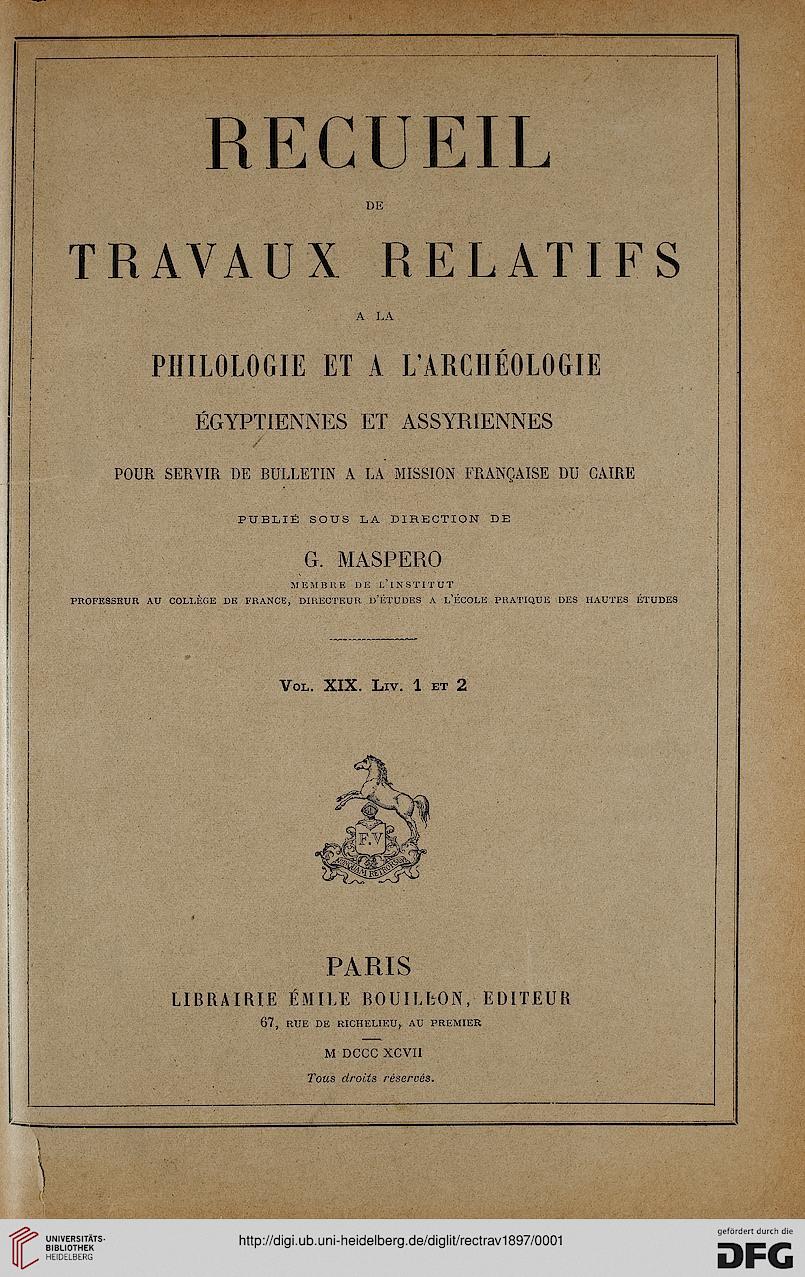 RECUEIL
DE
TRAVAUX RELATIFS
A LA
PHILOLOGIE ET A L'ARCHÉOLOGIE
ÉGYPTIENNES ET ASSYRIENNES
POUR SERVIR DE BULLETIN A LA MISSION FRANÇAISE DU CAIRE
PUBLIÉ SOUS LA DIRECTION DE
G. MASPERO
MEMBRE DE L'INSTITUT
PROFESSEUR AU COLLÈGE DE FRANCE, DIRECTEUR D'ÉTUDES A L'ÉCOLE PRATIQUE DES HAUTES ÉTUDES
VOL. XIX. LIV. 1 ET 2
F.V
NUNQUAM RETRORSUM
PARIS
LIBRAIRIE ÉMILE BOUILLON, EDITEUR
67, RUE DE RICHELIEU, AU PREMIER
M DCCC XCVII
Tous droits réservés.
UNIVERSITÄTS-
BIBLIOTHEK
HEIDELBERG
http://digi.ub.uni-heidelberg.de/diglit/rectrav1897/0001
gefördert durch die
DFG